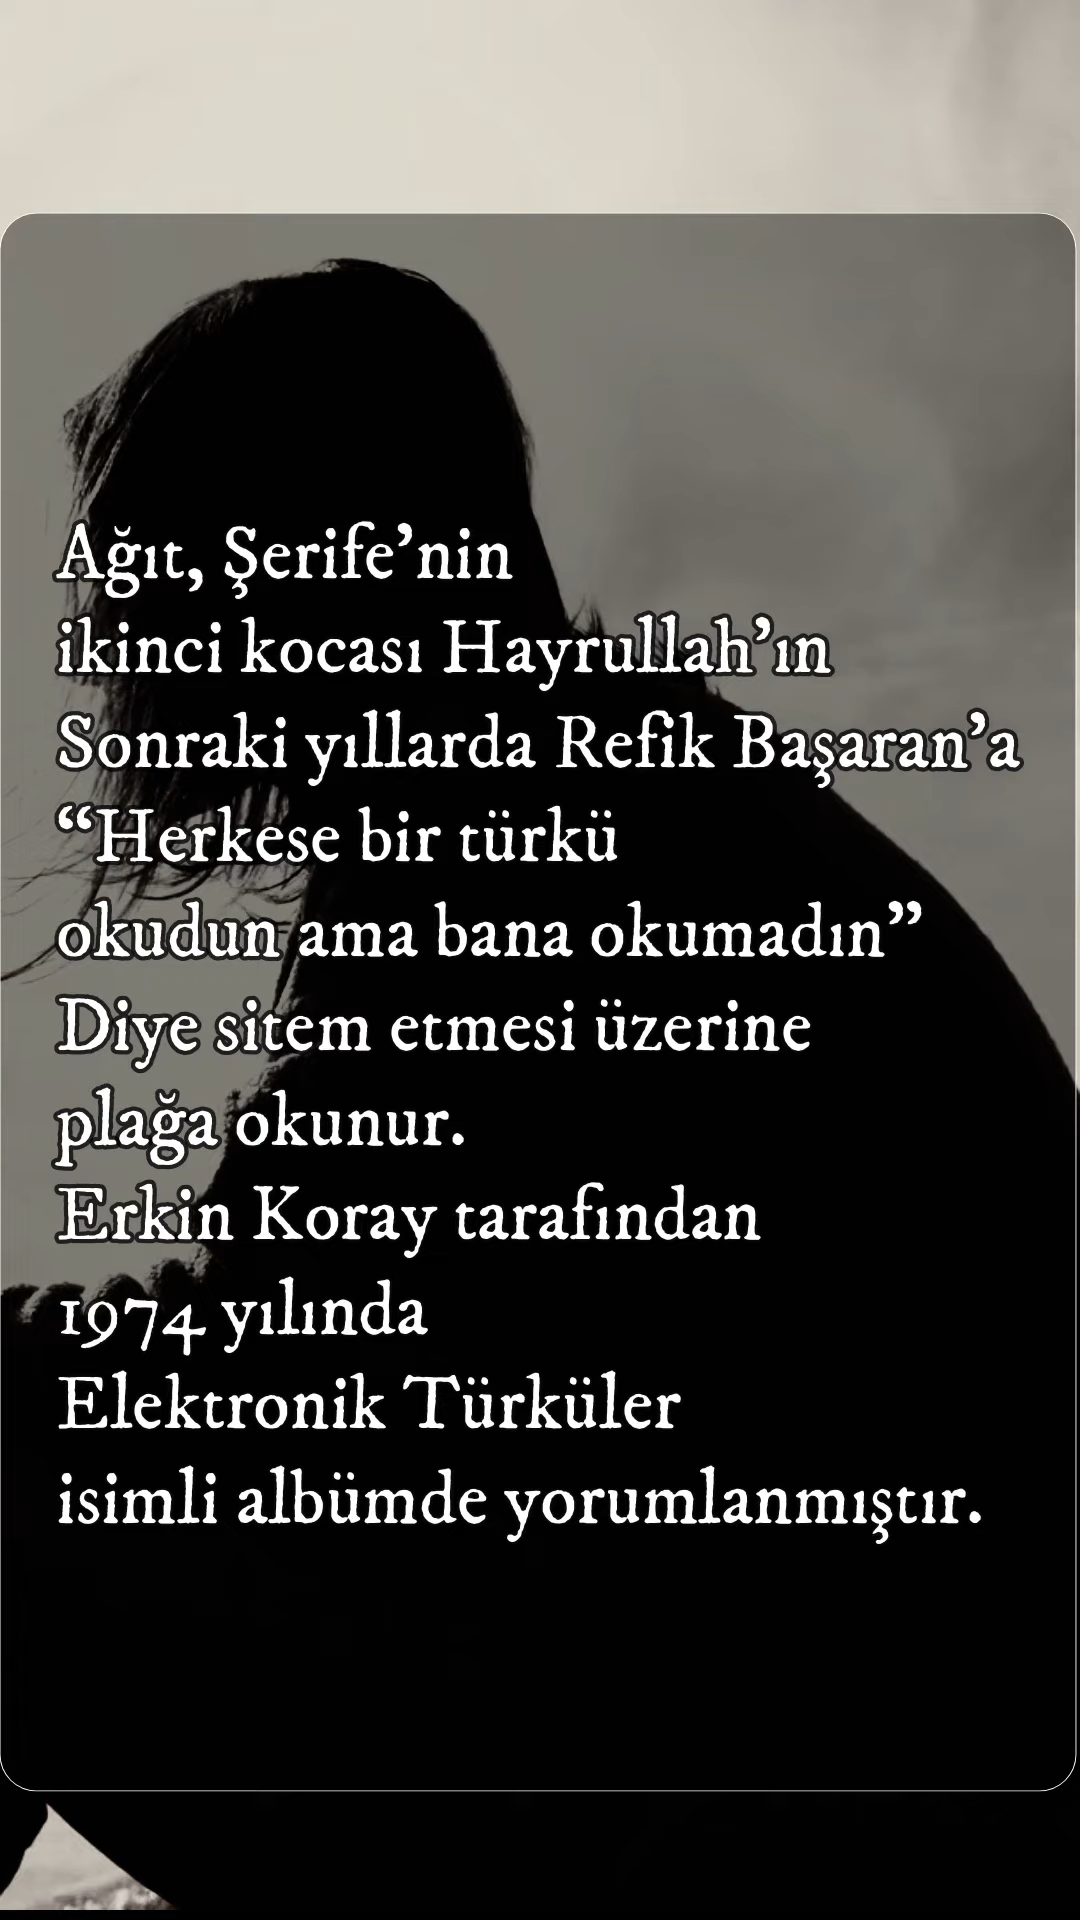 Ağıt, Şerife’nin
ikinci kocası Hayrullah’ın
Sonraki yıllarda Refik Başaran’a
“Herkese bir türkü
okudun ama bana okumadın”
Diye sitem etmesi üzerine
plağa okunur.
Erkin Koray tarafından
1974 yılında
Elektronik Türküler
isimli albümde yorumlanmıştır.